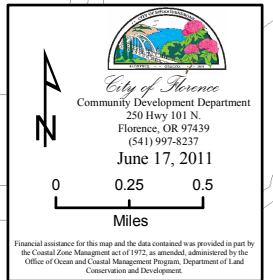 City of Florence
Community Development Department
250 Hwy 101 N.
Florence, OR 97439
(541) 997-8237
June 17, 2011
N
0 0.25 0.5
Miles
Financial assistance for this map and the data contained was provided in part by
the Coastal Zone Managment act of 1972, as amended, administered by the
Office of Ocean and Coastal Management Program, Department of Land
Conservation and Development.